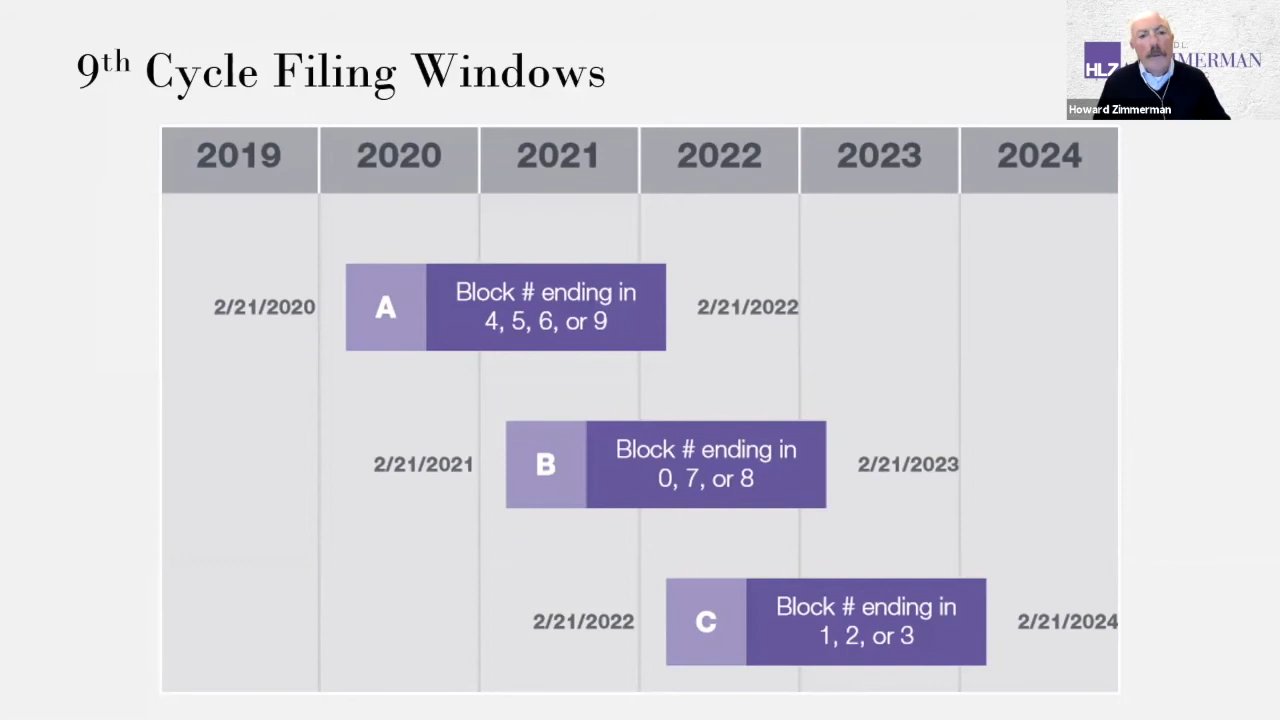 9th Cycle Filing Windows
HLZ
MERMAN
Howard Zimmerman
2019
2020
2021
2022
2023
2024
2/21/2020
A
Block # ending in
4, 5, 6, or 9
2/21/2022
2/21/2021
B
Block # ending in
0, 7, or 8
2/21/2023
2/21/2022
C
Block # ending in
1, 2, or 3
2/21/2024